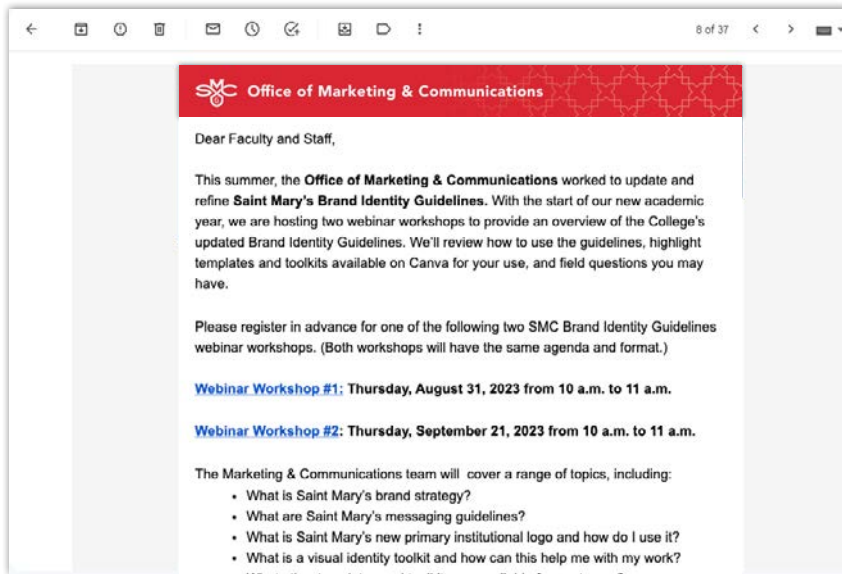 8 of 37
SMC
Office of Marketing & Communications
Dear Faculty and Staff,
This summer, the Office of Marketing & Communications worked to update and
refine Saint Mary's Brand Identity Guidelines. With the start of our new academic
year, we are hosting two webinar workshops to provide an overview of the College's
updated Brand Identity Guidelines. We'll review how to use the guidelines, highlight
templates and toolkits available on Canva for your use, and field questions you may
have.
Please register in advance for one of the following two SMC Brand Identity Guidelines
webinar workshops. (Both workshops will have the same agenda and format.)
Webinar Workshop #1: Thursday, August 31, 2023 from 10 a.m. to 11 a.m.
Webinar Workshop #2: Thursday, September 21, 2023 from 10 a.m. to 11 a.m.
The Marketing & Communications team will cover a range of topics, including:
• What is Saint Mary's brand strategy?
• What are Saint Mary's messaging guidelines?
• What is Saint Mary's new primary institutional logo and how do I use it?
• What is a visual identity toolkit and how can this help me with my work?